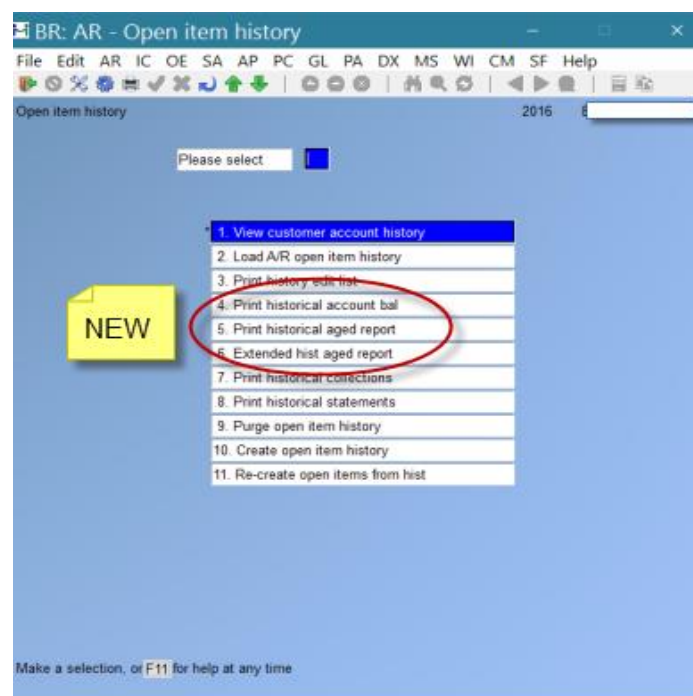 BR: AR - Open item history
File Edit AR IC OE SA AP PC GL PA DX MS WI CM SF Help
Open item history 2016
Please select
1. View customer account history
2. Load A/R open item history
3. Print history edit list
4. Print historical account bal
NEW
5. Print historical aged report
6. Extended hist aged report
7. Print historical collections
8. Print historical statements
9. Purge open item history
10. Create open item history
11. Re-create open items from hist
Make a selection, or F11 for help at any time